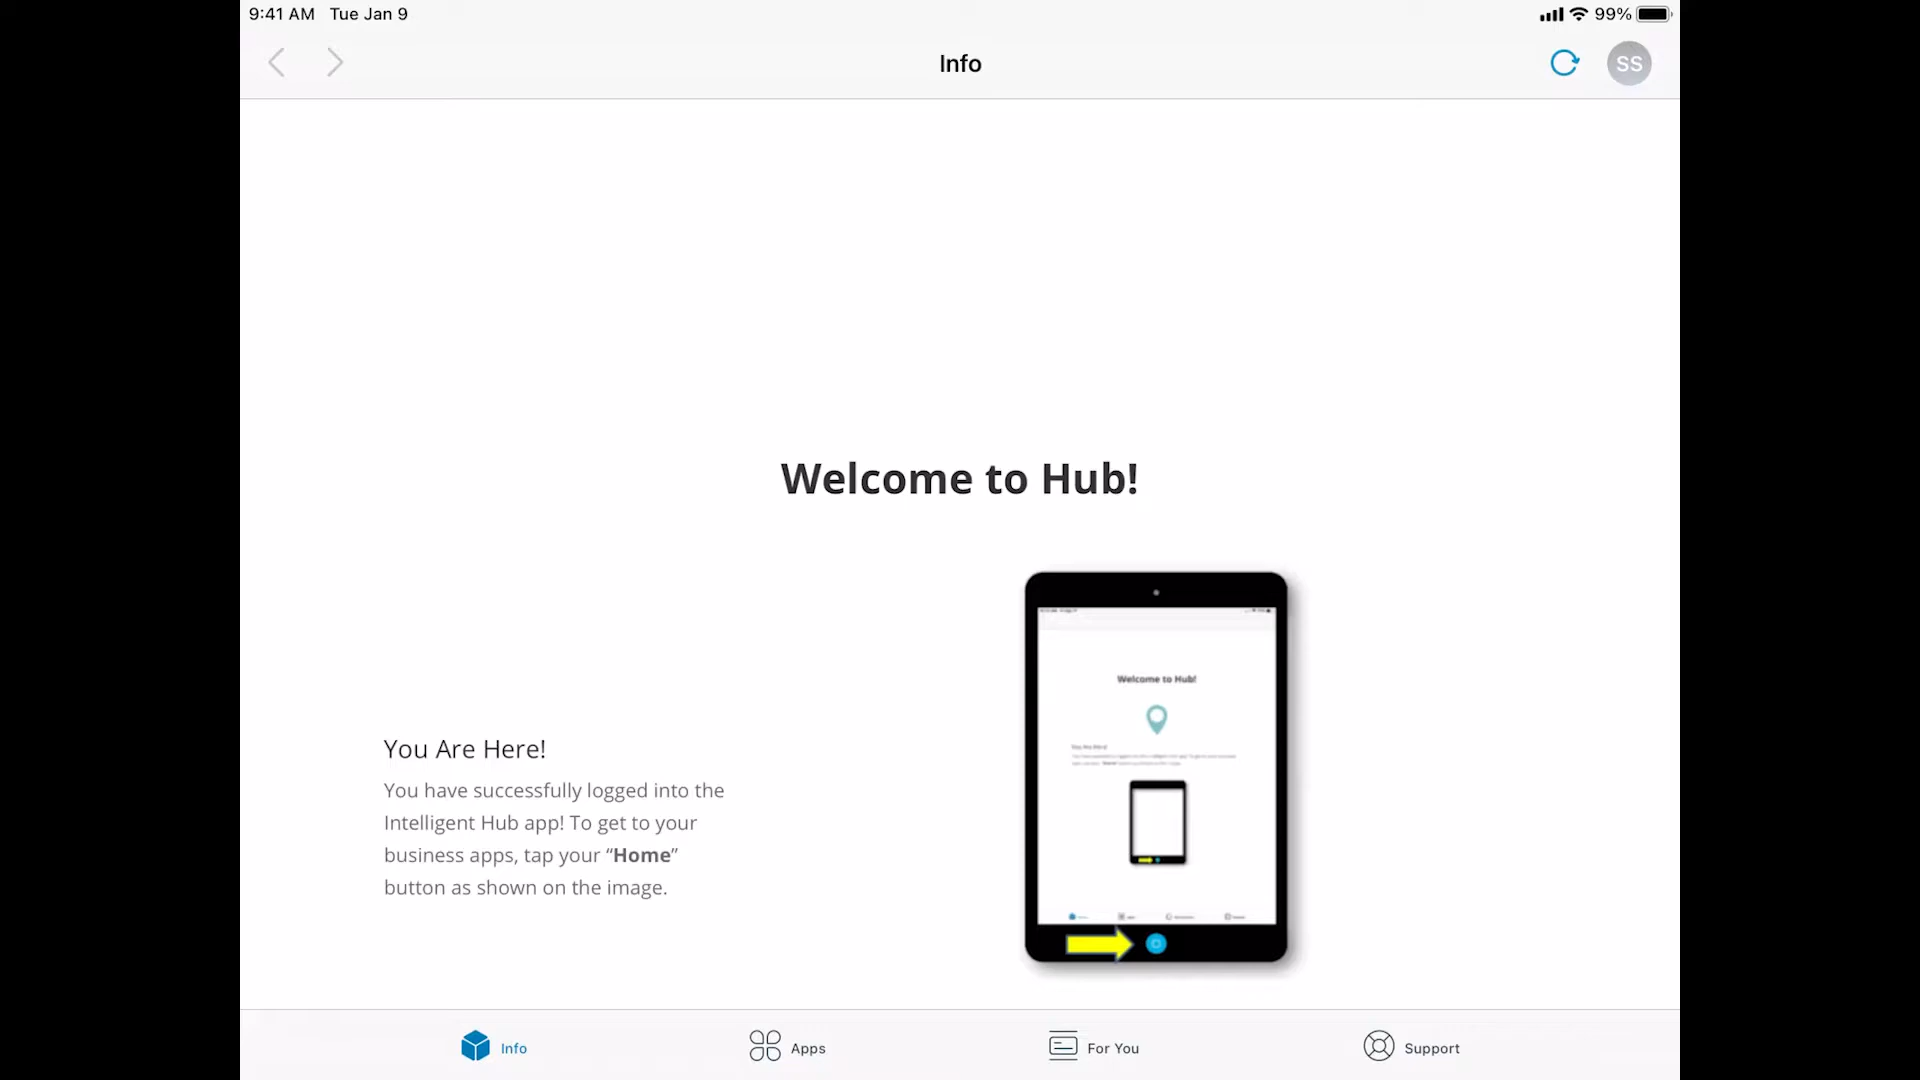 9:41 AM Tue Jan 9
99%
Info
SS
Welcome to Hub!
Welcome to Hub!
You Are Here!
You have successfully logged into the
Intelligent Hub app! To get to your
business apps, tap your “Home”
button as shown on the image.
Info
Apps
For You
Support